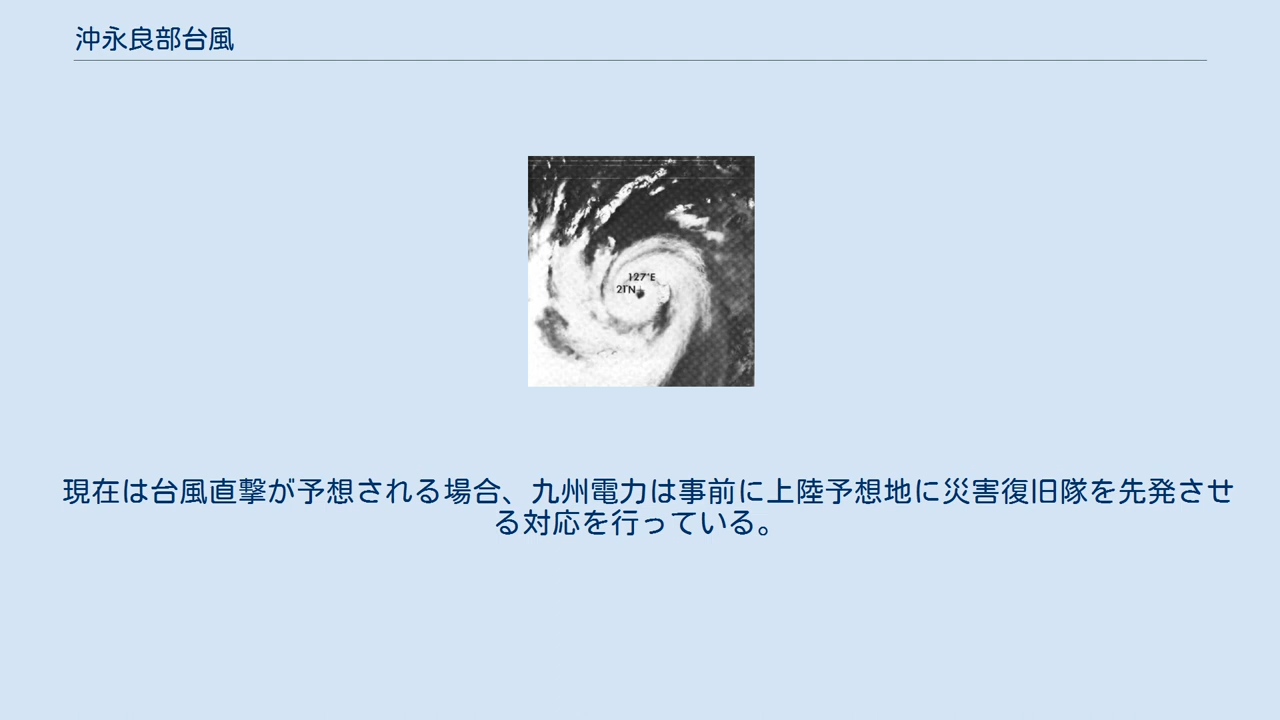 沖永良部台風
127°E
21°N
現在は台風直撃が予想される場合、九州電力は事前に上陸予想地に災害復旧隊を先発させ
る対応を行っている。